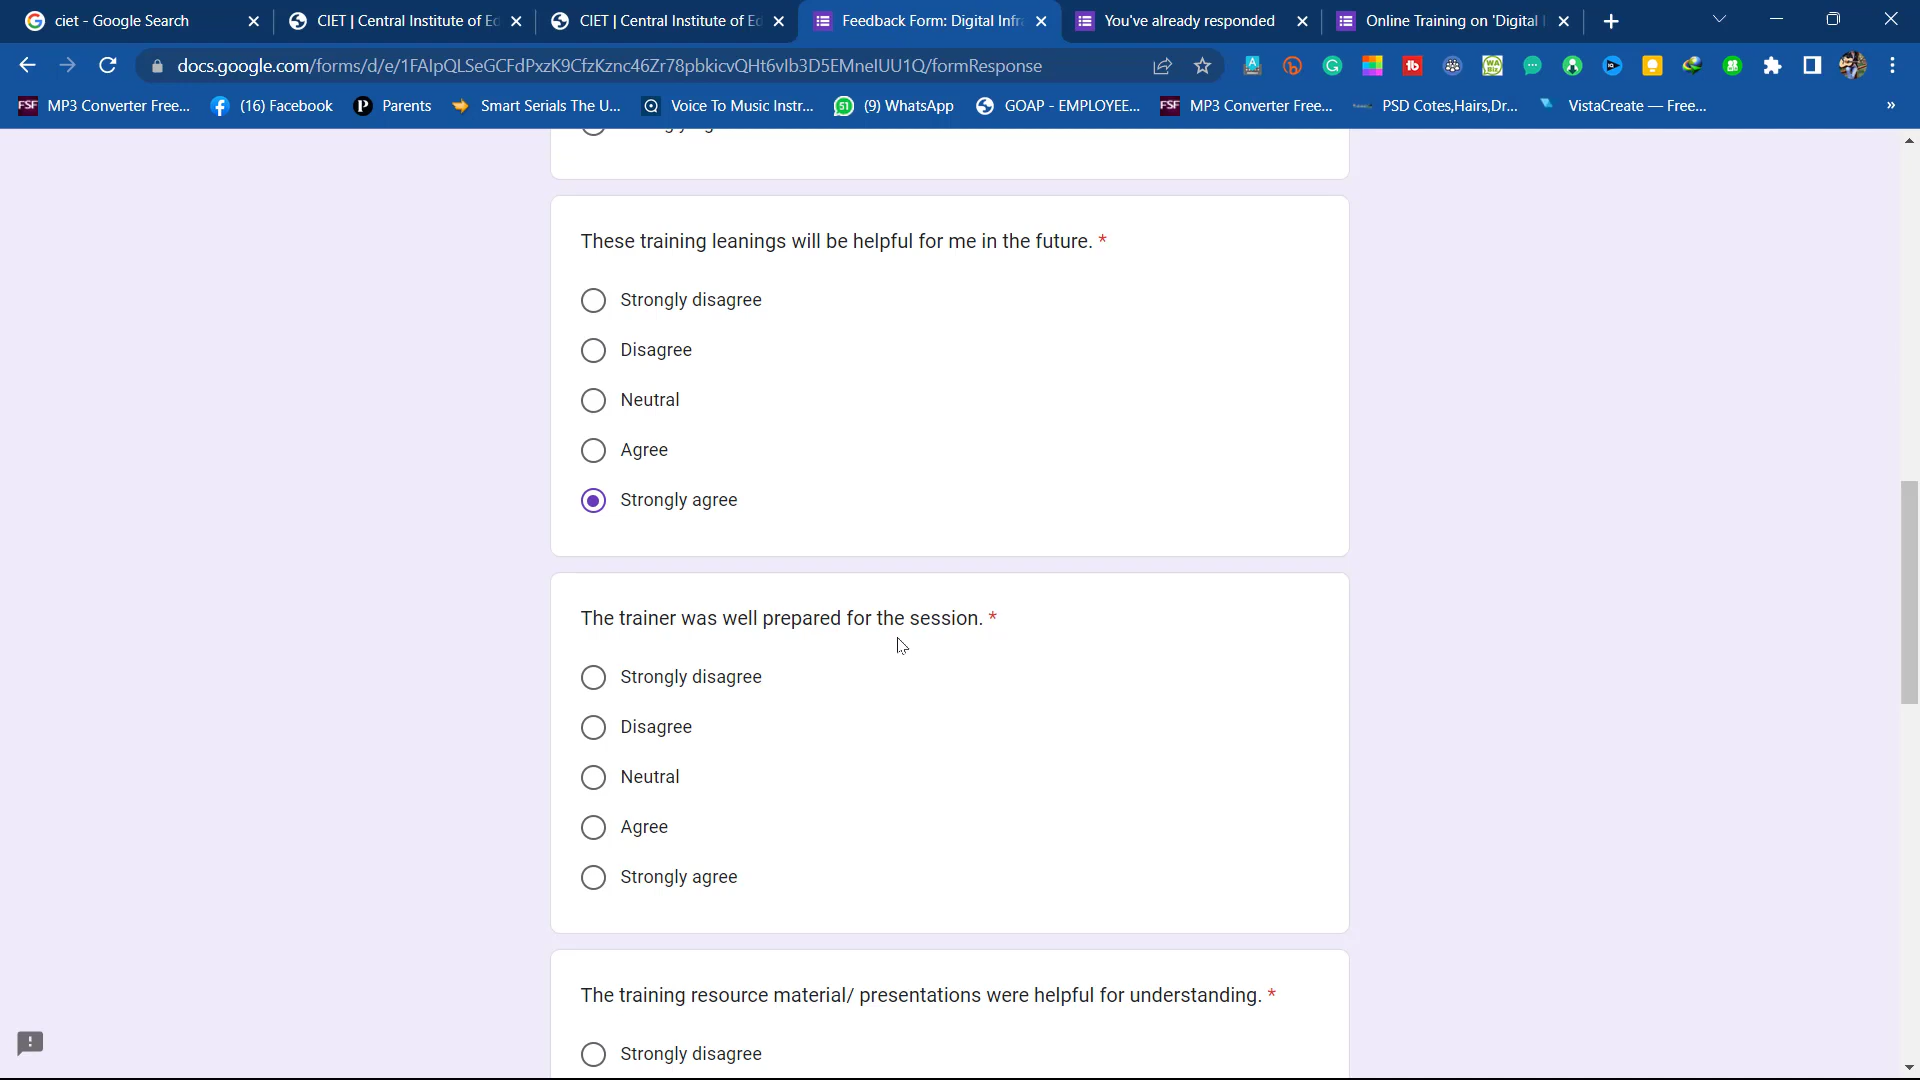 ciet - Google Search
CIET | Central Institute of Ed
CIET | Central Institute of Ed
Feedback Form: Digital Infra
You've already responded
Online Training on 'Digital I
docs.google.com/forms/d/e/1FAIpQLSeGCFdPxzK9CfzKznc46Zr78pbkicvQHt6vIb3D5EMneIUU1Q/formResponse
MP3 Converter Free...
(16) Facebook
Parents
Smart Serials The U...
Voice To Music Instr...
(9) WhatsApp
GOAP - EMPLOYEE...
MP3 Converter Free...
PSD Cotes,Hairs,Dr...
VistaCreate — Free...
»
These training leanings will be helpful for me in the future. *
Strongly disagree
Disagree
Neutral
Agree
Strongly agree
The trainer was well prepared for the session. *
Strongly disagree
Disagree
Neutral
Agree
Strongly agree
The training resource material/ presentations were helpful for understanding. *
Strongly disagree